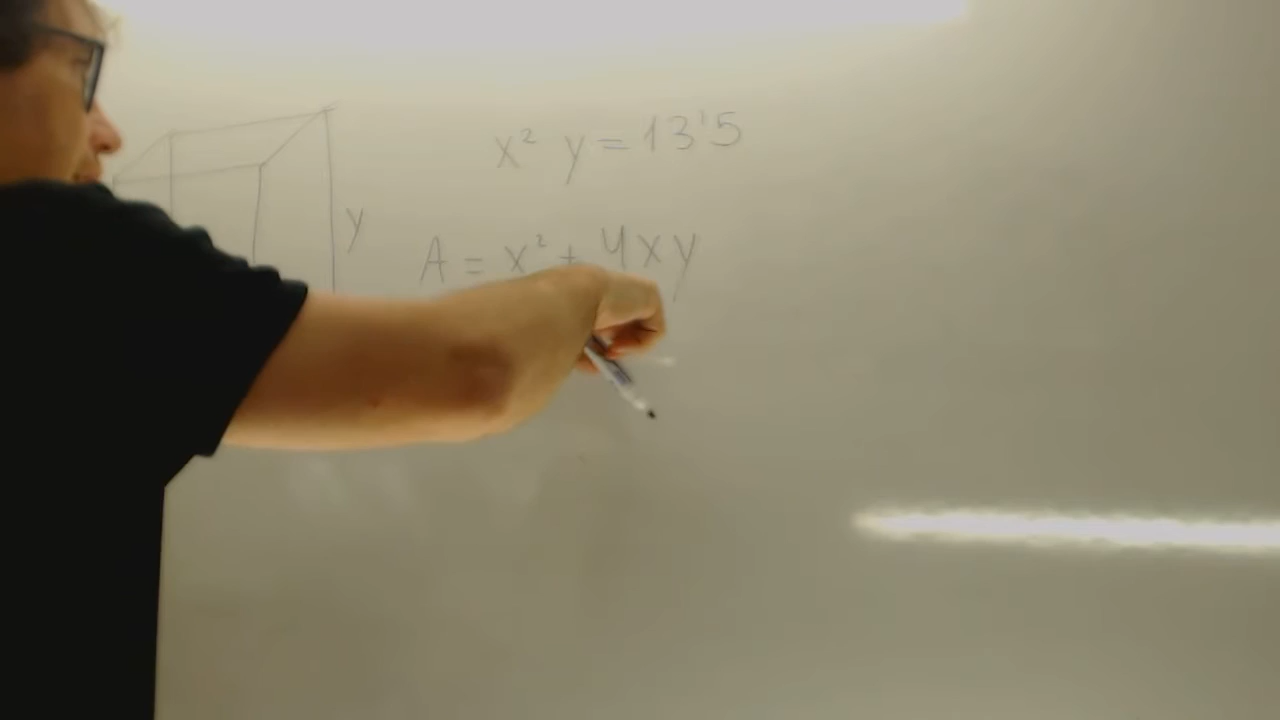 x² y = 13'5
y
A = x² + 4xy